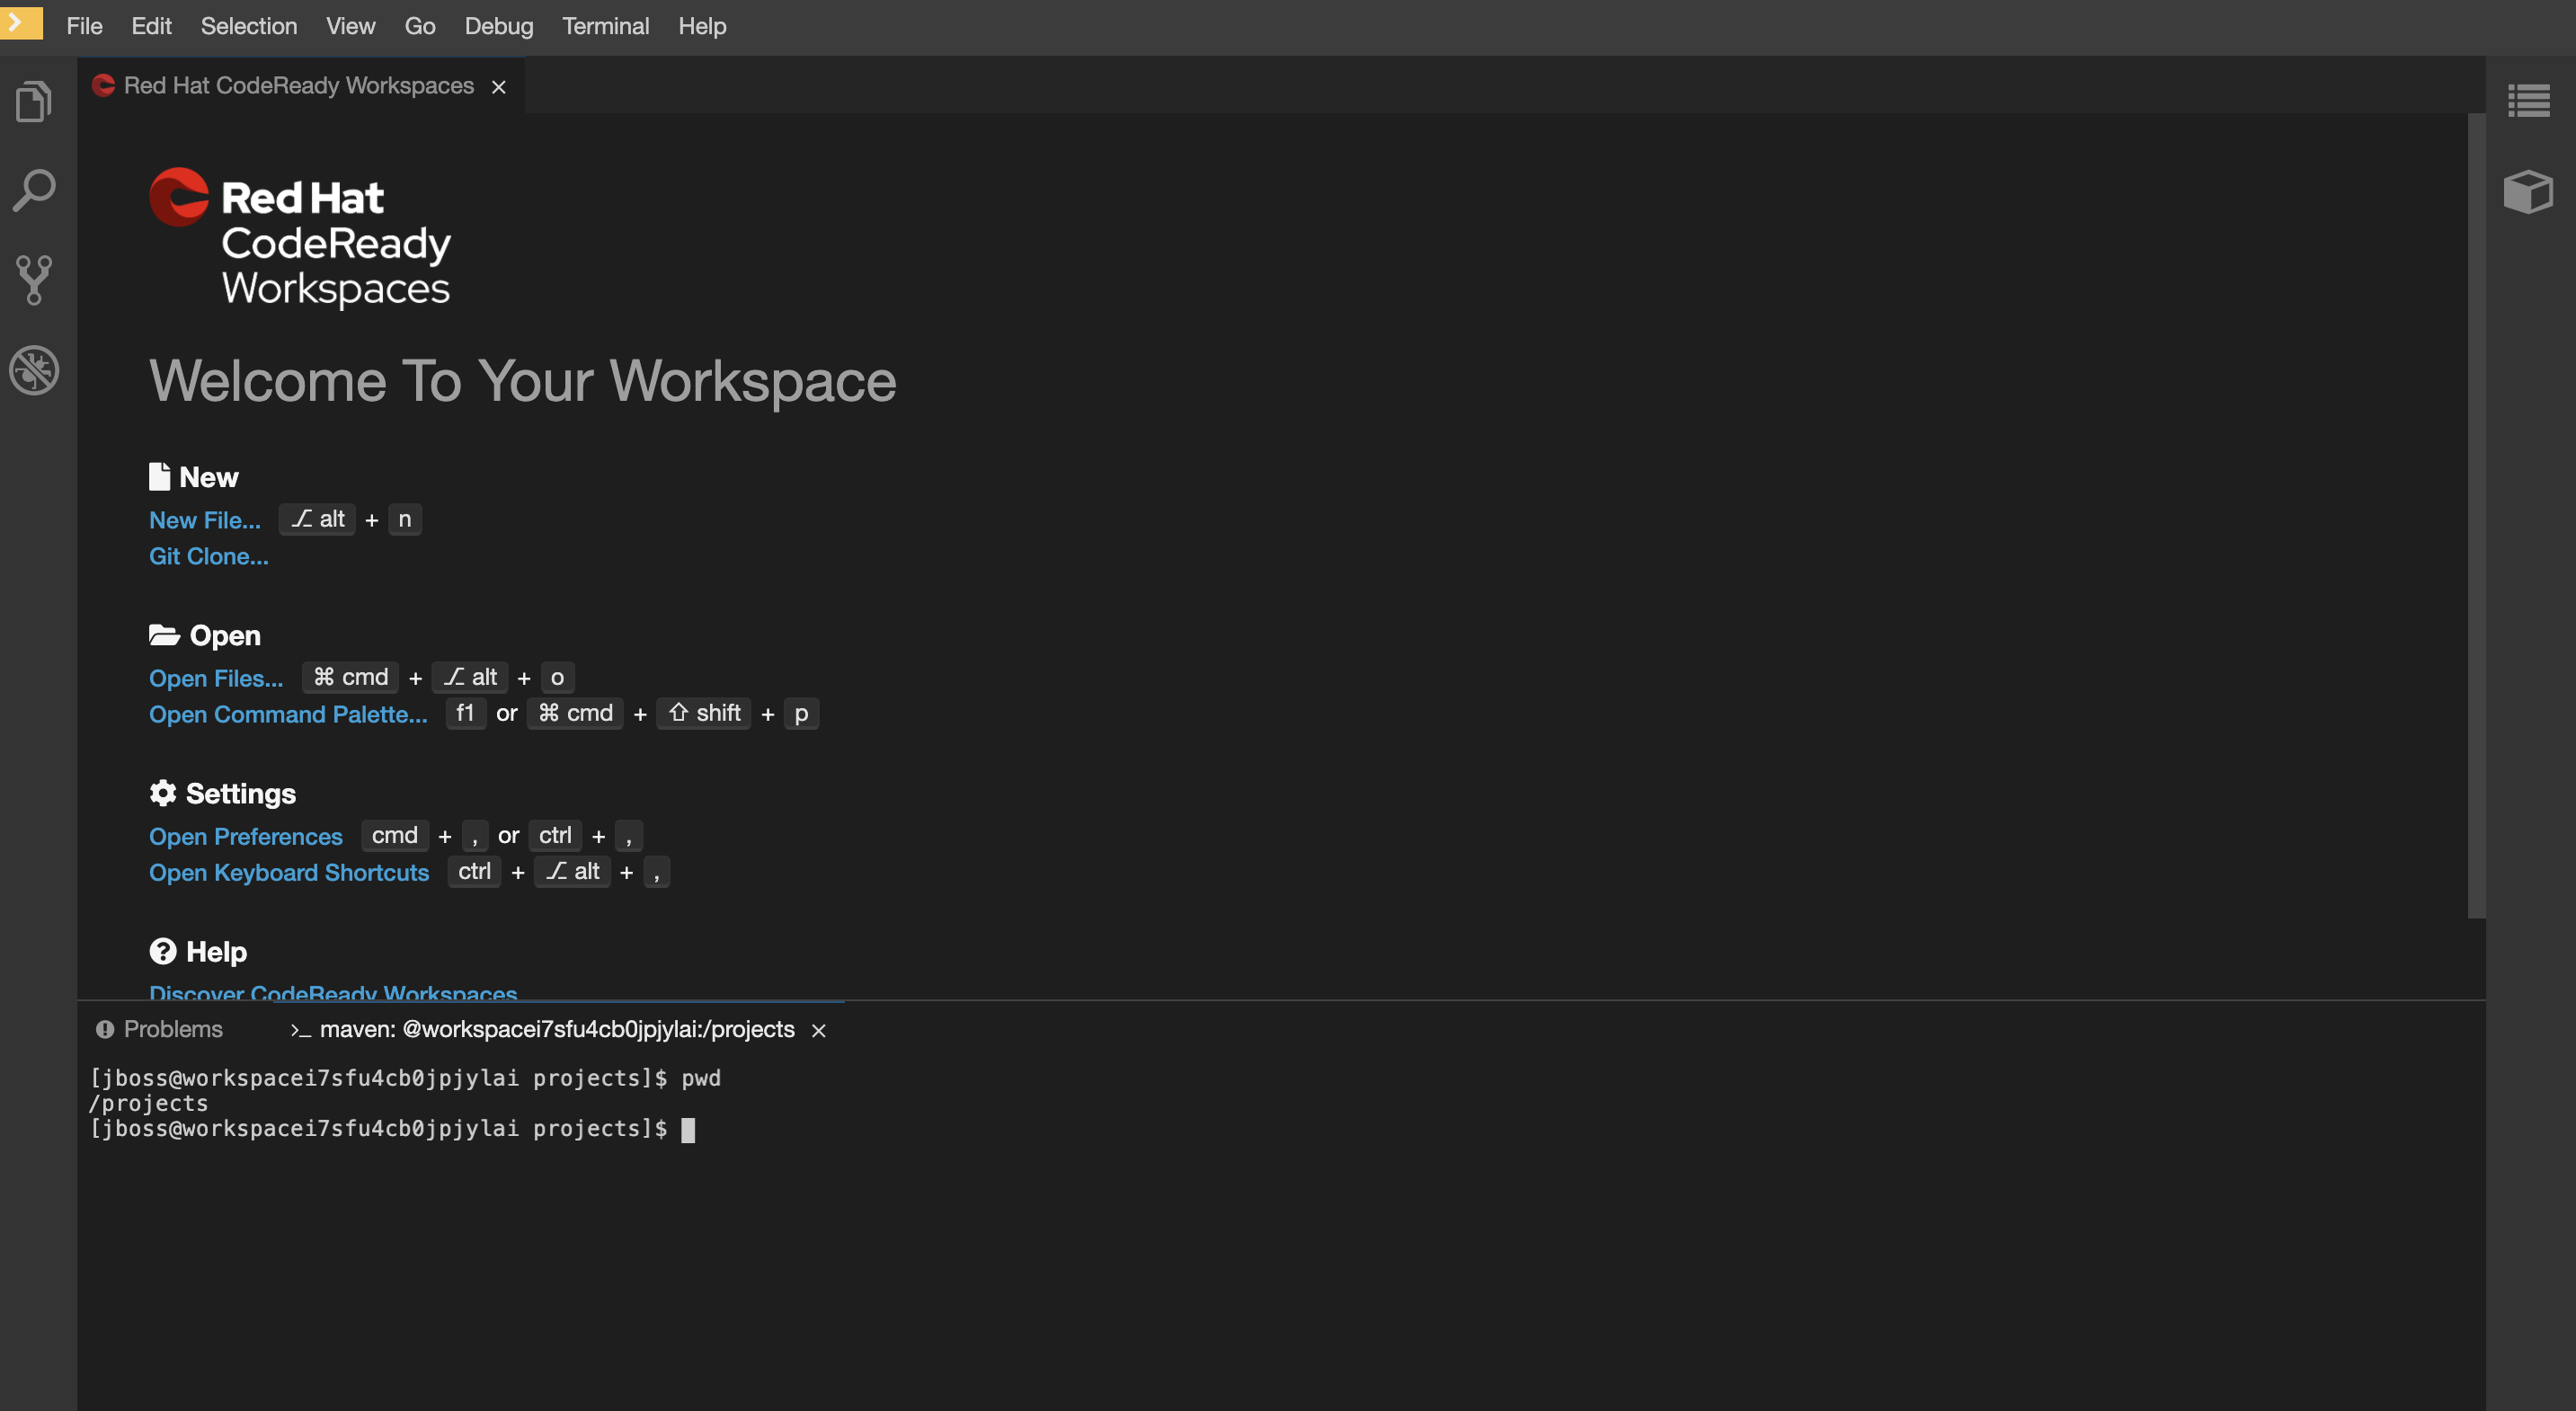 File Edit Selection View Go Debug Terminal Help
Red Hat CodeReady Workspaces ×
Red Hat
CodeReady
Workspaces
Welcome To Your Workspace
New
New File... ⌥ alt + n
Git Clone...
Open
Open Files... ⌘ cmd + ⌥ alt + o
Open Command Palette... f1 or ⌘ cmd + ⇧ shift + p
Settings
Open Preferences cmd + , or ctrl + ,
Open Keyboard Shortcuts ctrl + ⌥ alt + ,
Help
Discover CodeReady Workspaces
Problems >_ maven: @workspacei7sfu4cb0jpjylai:/projects ×
[jboss@workspacei7sfu4cb0jpjylai projects]$ pwd
/projects
[jboss@workspacei7sfu4cb0jpjylai projects]$